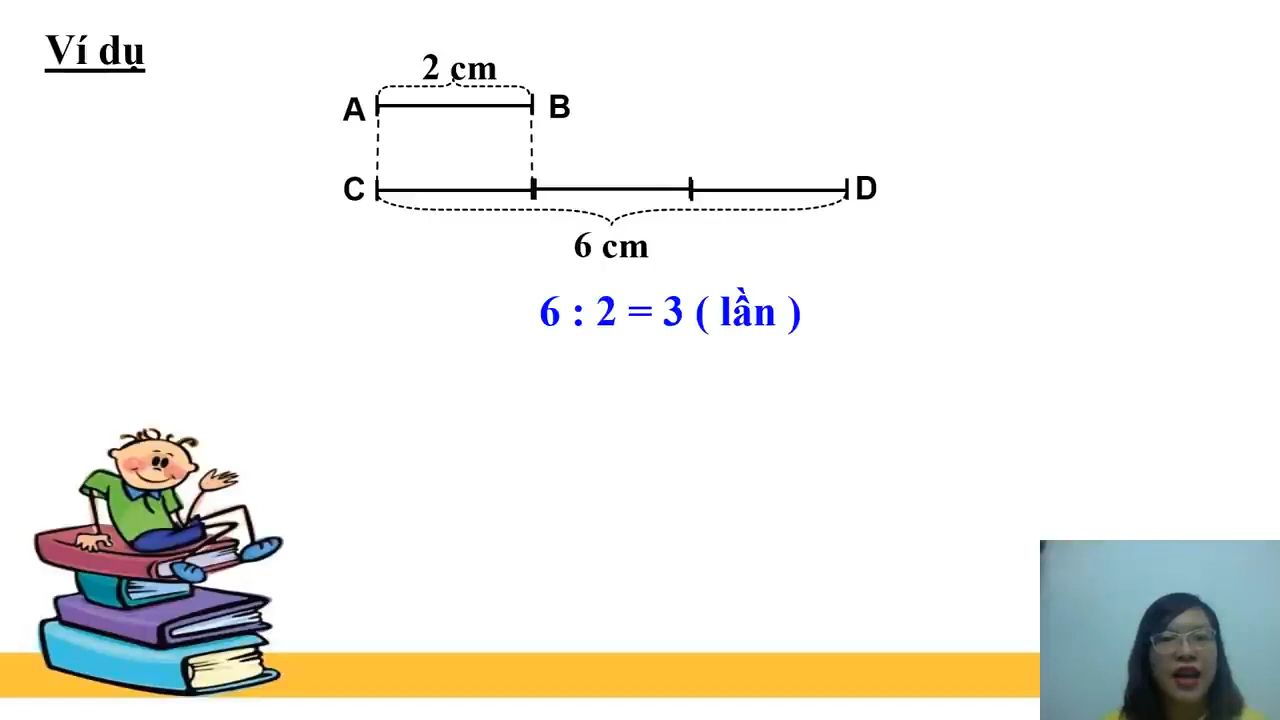 Ví dụ
2 cm
A B
C D
6 cm
6 : 2 = 3 ( lần )